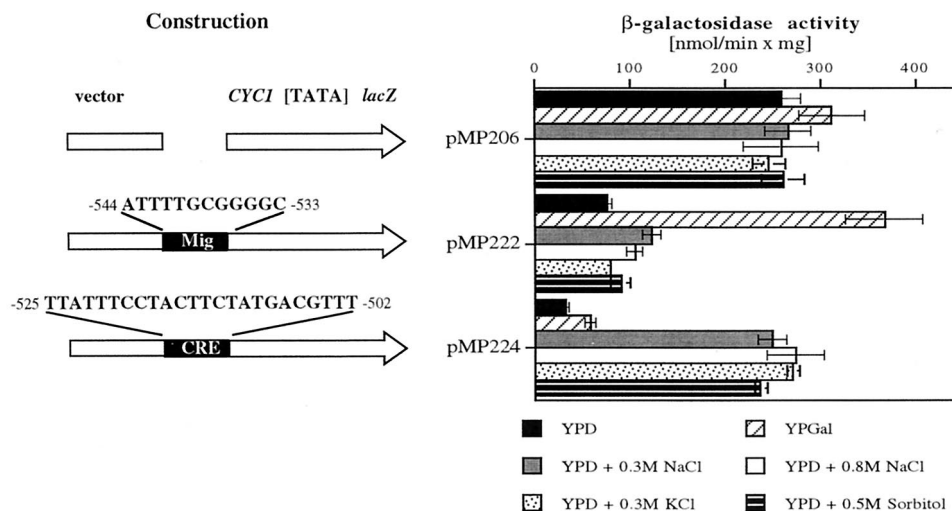 Construction
β-galactosidase activity
[nmol/min x mg]
0 100 200 300 400
vector CYC1 [TATA] lacZ
pMP206
-544 ATTTTGCGGGGC -533
Mig
pMP222
-525 TTATTTCCTACTTCTATGACGTTT -502
CRE
pMP224
YPD YPGal
YPD + 0.3M NaCl YPD + 0.8M NaCl
YPD + 0.3M KCl YPD + 0.5M Sorbitol